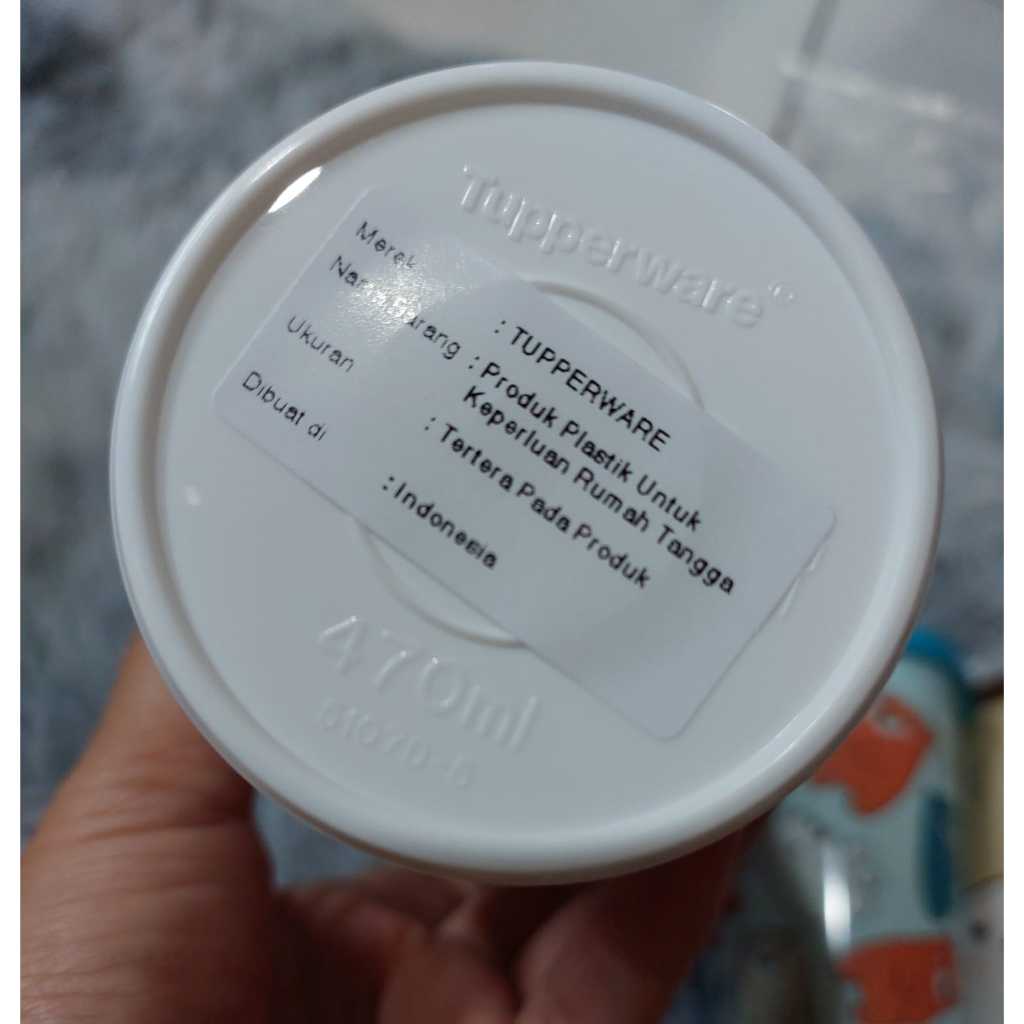 Tupperware®
Merek : TUPPERWARE
Nama Barang : Produk Plastik Untuk
Keperluan Rumah Tangga
Ukuran : Tertera Pada Produk
Dibuat di : Indonesia
470ml